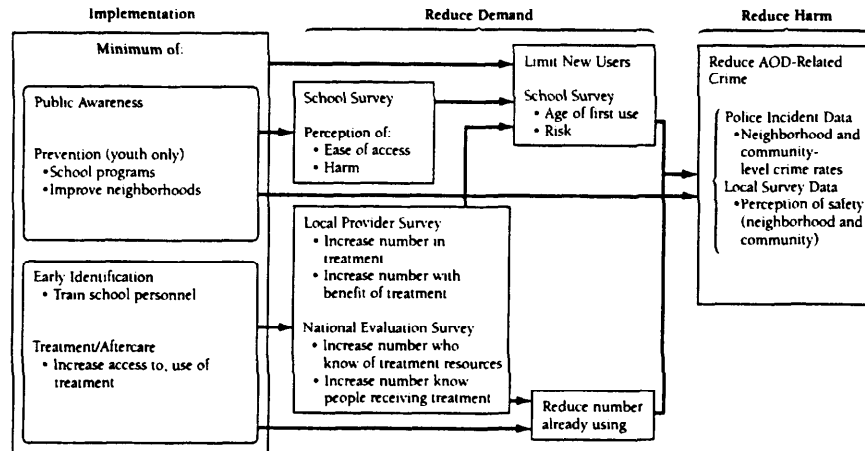 Implementation
Reduce Demand
Reduce Harm
Minimum of:
Public Awareness
Prevention (youth only)
• School programs
• Improve neighborhoods
Early Identification
• Train school personnel
Treatment/Aftercare
• Increase access to, use of
treatment
School Survey
Perception of:
• Ease of access
• Harm
Local Provider Survey
• Increase number in
treatment
• Increase number with
benefit of treatment
National Evaluation Survey
• Increase number who
know of treatment resources
• Increase number know
people receiving treatment
Limit New Users
School Survey
• Age of first use
• Risk
Reduce number
already using
Reduce AOD-Related
Crime
Police Incident Data
• Neighborhood and
community-
level crime rates
Local Survey Data
• Perception of safety
(neighborhood and
community)